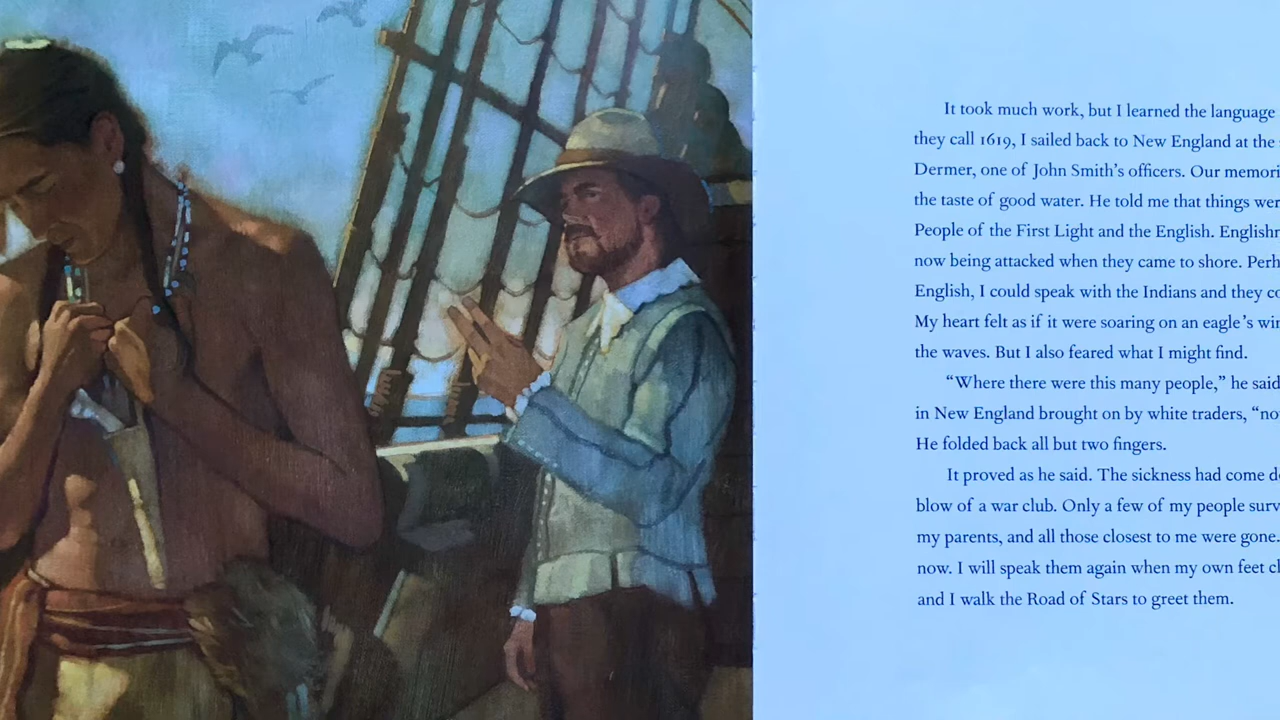 It took much work, but I learned the language
they call 1619, I sailed back to New England at the
Dermer, one of John Smith's officers. Our memori
the taste of good water. He told me that things wer
People of the First Light and the English. Englishm
now being attacked when they came to shore. Perh
English, I could speak with the Indians and they co
My heart felt as if it were soaring on an eagle's win
the waves. But I also feared what I might find.
"Where there were this many people," he said
in New England brought on by white traders, "no
He folded back all but two fingers.
It proved as he said. The sickness had come d
blow of a war club. Only a few of my people surv
my parents, and all those closest to me were gone.
now. I will speak them again when my own feet cl
and I walk the Road of Stars to greet them.